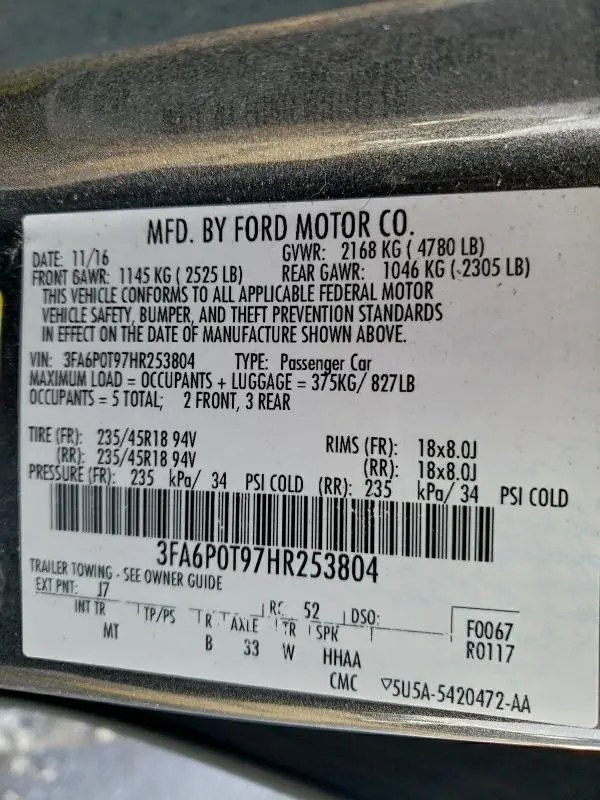 MFD. BY FORD MOTOR CO.
DATE: 11/16 GVWR: 2168 KG ( 4780 LB)
FRONT GAWR: 1145 KG ( 2525 LB) REAR GAWR: 1046 KG ( 2305 LB)
THIS VEHICLE CONFORMS TO ALL APPLICABLE FEDERAL MOTOR
VEHICLE SAFETY, BUMPER, AND THEFT PREVENTION STANDARDS
IN EFFECT ON THE DATE OF MANUFACTURE SHOWN ABOVE.
VIN: 3FA6P0T97HR253804 TYPE: Passenger Car
MAXIMUM LOAD = OCCUPANTS + LUGGAGE = 375KG/ 827LB
OCCUPANTS = 5 TOTAL; 2 FRONT, 3 REAR
TIRE (FR): 235/45R18 94V RIMS (FR): 18x8.0J
(RR): 235/45R18 94V (RR): 18x8.0J
PRESSURE (FR): 235 kPa/ 34 PSI COLD (RR): 235 kPa/ 34 PSI COLD
3FA6P0T97HR253804
TRAILER TOWING - SEE OWNER GUIDE
EXT PNT: J7 RC: 52 DSO: F0067
INT TR TP/PS R AXLE TR SPR R0117
MT B 33 W HHAA
CMC ▽5U5A-5420472-AA